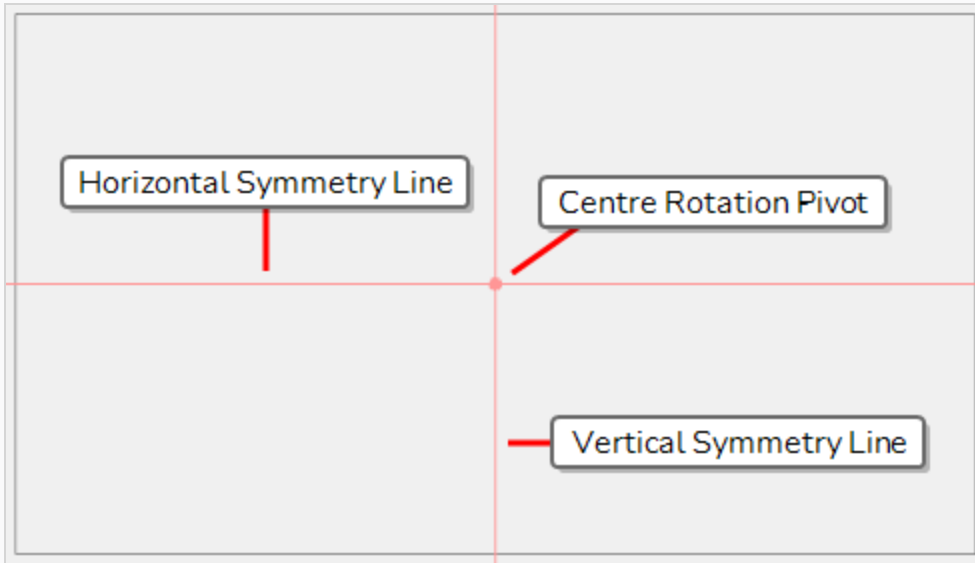 Horizontal Symmetry Line
Centre Rotation Pivot
Vertical Symmetry Line